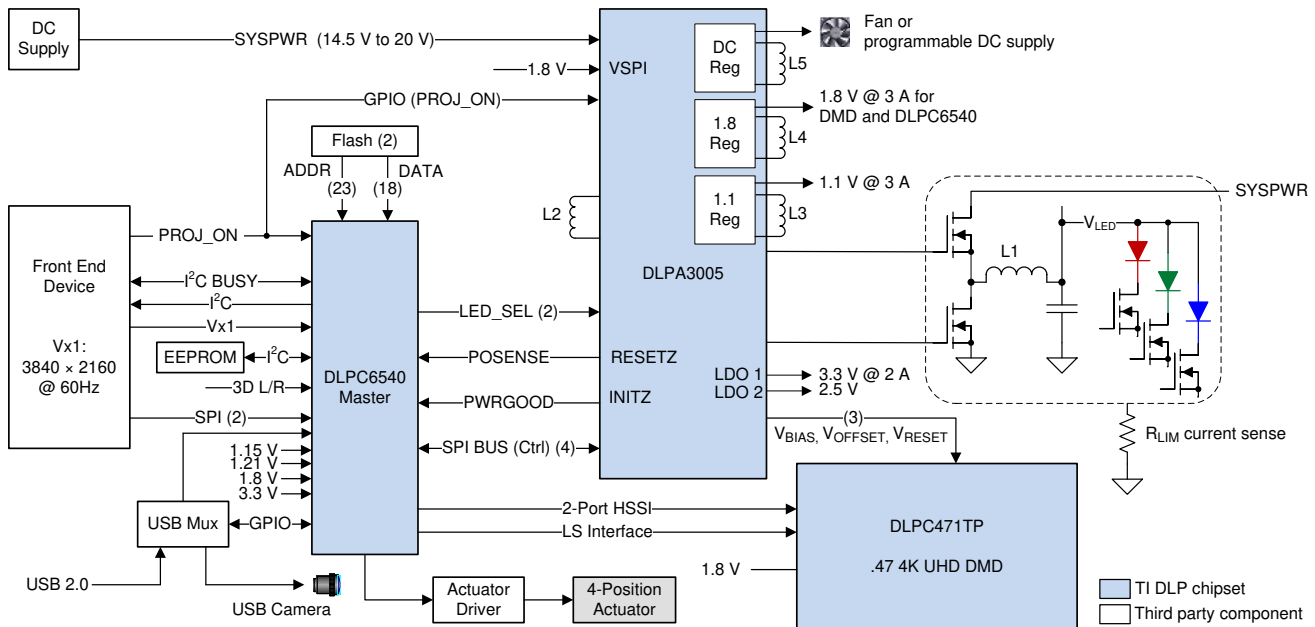 DC
Supply
SYSPWR (14.5 V to 20 V)
1.8 V
VSPI
GPIO (PROJ_ON)
DC
Reg
L5
Fan or
programmable DC supply
1.8
Reg
L4
1.8 V @ 3 A for
DMD and DLPC6540
1.1
Reg
L3
1.1 V @ 3 A
Flash (2)
ADDR
(23)
DATA
(18)
L2
DLPA3005
SYSPWR
VLED
L1
Front End
Device
Vx1:
3840 × 2160
@ 60Hz
PROJ_ON
I²C BUSY
I²C
Vx1
EEPROM
I²C
3D L/R
SPI (2)
1.15 V
1.21 V
1.8 V
3.3 V
DLPC6540
Master
LED_SEL (2)
POSENSE
RESETZ
PWRGOOD
INITZ
SPI BUS (Ctrl) (4)
LDO 1
3.3 V @ 2 A
LDO 2
2.5 V
(3)
VBIAS, VOFFSET, VRESET
RLIM current sense
2-Port HSSI
LS Interface
DLPC471TP
.47 4K UHD DMD
1.8 V
USB Mux
GPIO
USB 2.0
USB Camera
Actuator
Driver
4-Position
Actuator
TI DLP chipset
Third party component